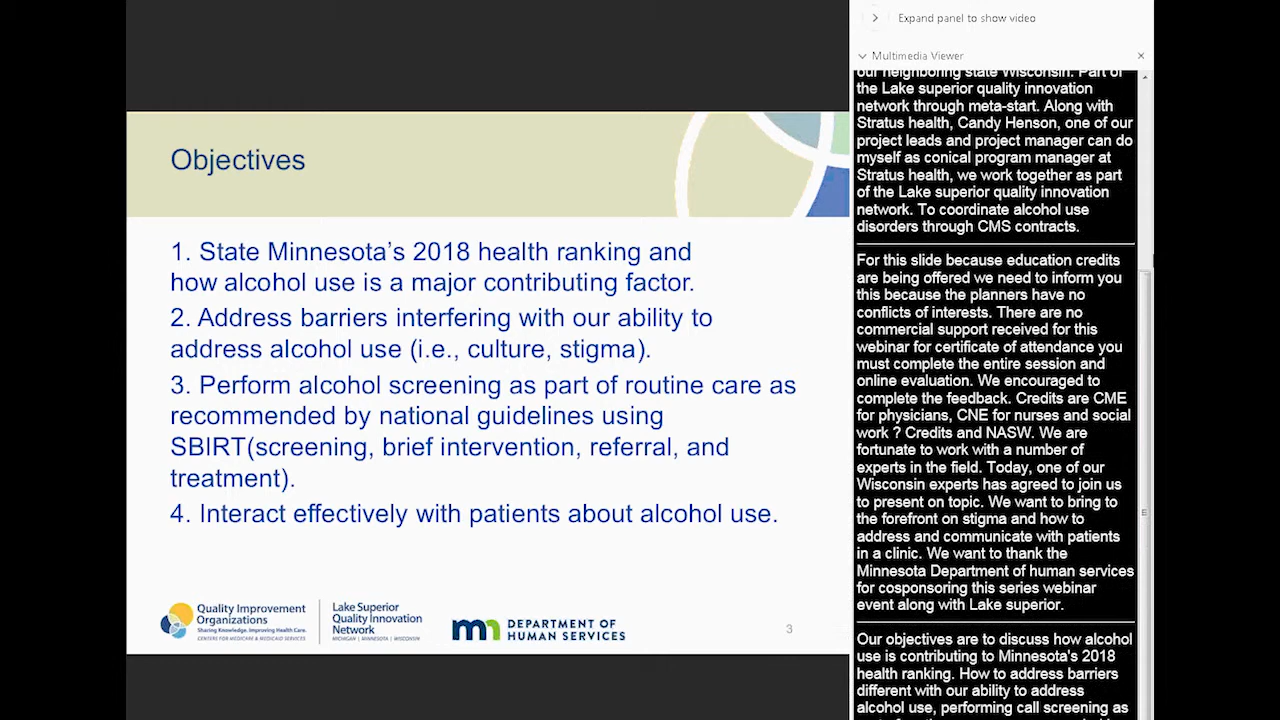 Objectives
1. State Minnesota’s 2018 health ranking and
how alcohol use is a major contributing factor.
2. Address barriers interfering with our ability to
address alcohol use (i.e., culture, stigma).
3. Perform alcohol screening as part of routine care as
recommended by national guidelines using
SBIRT(screening, brief intervention, referral, and
treatment).
4. Interact effectively with patients about alcohol use.
Quality Improvement
Organizations
Sharing Knowledge. Improving Health Care.
CENTERS FOR MEDICARE & MEDICAID SERVICES
Lake Superior
Quality Innovation
Network
MICHIGAN | MINNESOTA | WISCONSIN
mn DEPARTMENT OF
HUMAN SERVICES
3
Expand panel to show video
Multimedia Viewer
our neighboring state Wisconsin. Part of
the Lake superior quality innovation
network through meta-start. Along with
Stratus health, Candy Henson, one of our
project leads and project manager can do
myself as conical program manager at
Stratus health, we work together as part
of the Lake superior quality innovation
network. To coordinate alcohol use
disorders through CMS contracts.
For this slide because education credits
are being offered we need to inform you
this because the planners have no
conflicts of interests. There are no
commercial support received for this
webinar for certificate of attendance you
must complete the entire session and
online evaluation. We encouraged to
complete the feedback. Credits are CME
for physicians, CNE for nurses and social
work ? Credits and NASW. We are
fortunate to work with a number of
experts in the field. Today, one of our
Wisconsin experts has agreed to join us
to present on topic. We want to bring to
the forefront on stigma and how to
address and communicate with patients
in a clinic. We want to thank the
Minnesota Department of human services
for cosponsoring this series webinar
event along with Lake superior.
Our objectives are to discuss how alcohol
use is contributing to Minnesota's 2018
health ranking. How to address barriers
different with our ability to address
alcohol use, performing call screening as